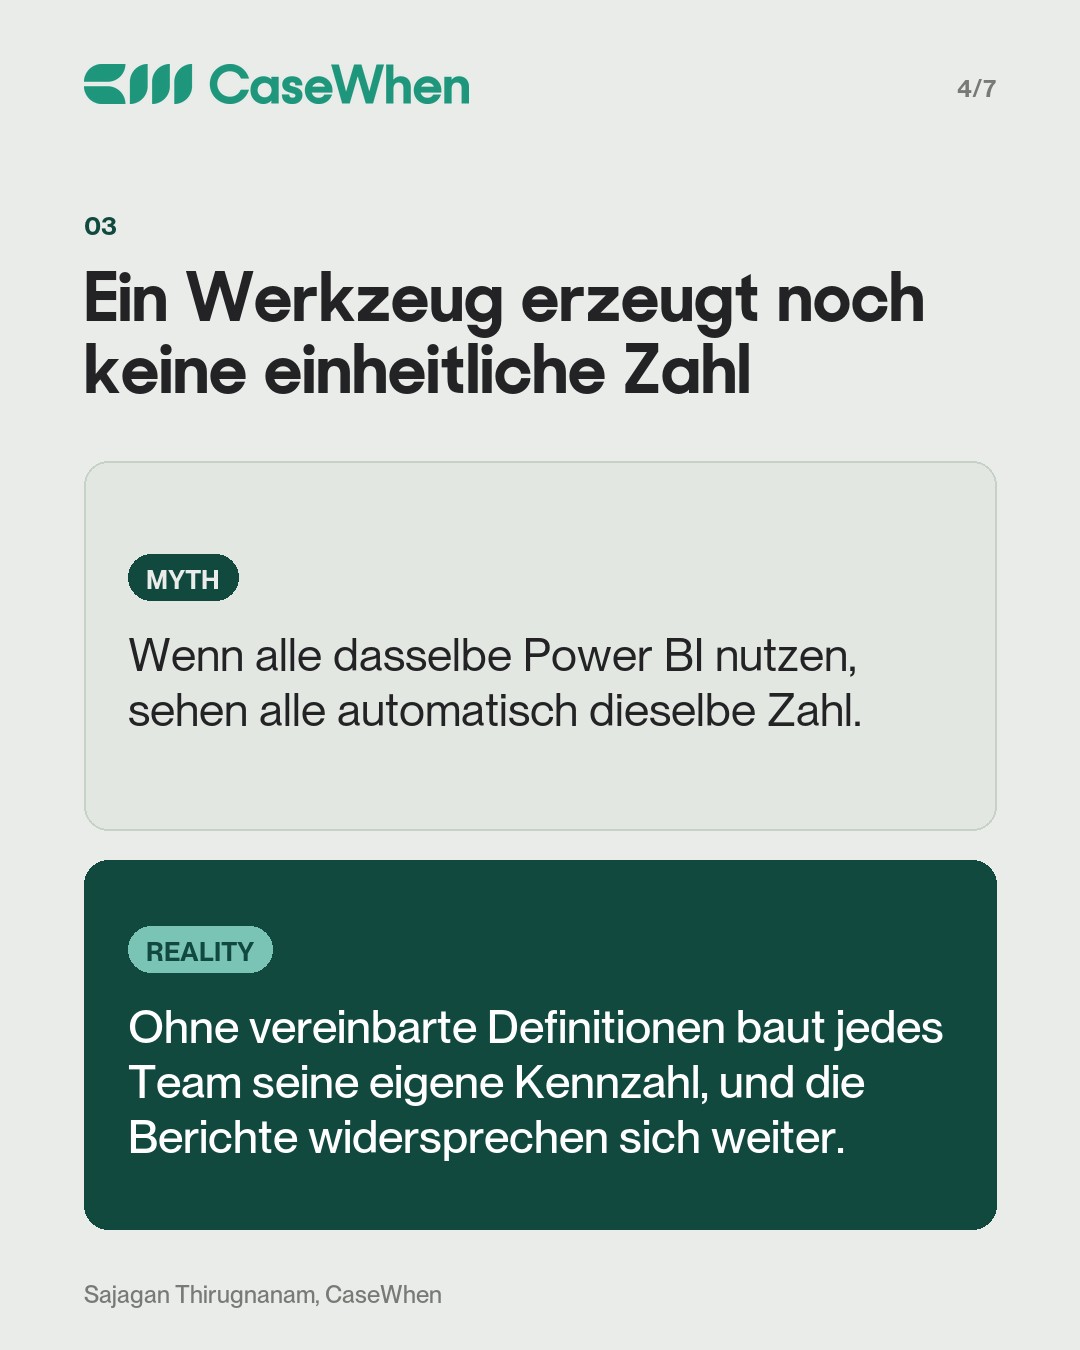 CaseWhen
4/7
03
Ein Werkzeug erzeugt noch
keine einheitliche Zahl
MYTH
Wenn alle dasselbe Power BI nutzen,
sehen alle automatisch dieselbe Zahl.
REALITY
Ohne vereinbarte Definitionen baut jedes
Team seine eigene Kennzahl, und die
Berichte widersprechen sich weiter.
Sajagan Thirugnanam, CaseWhen